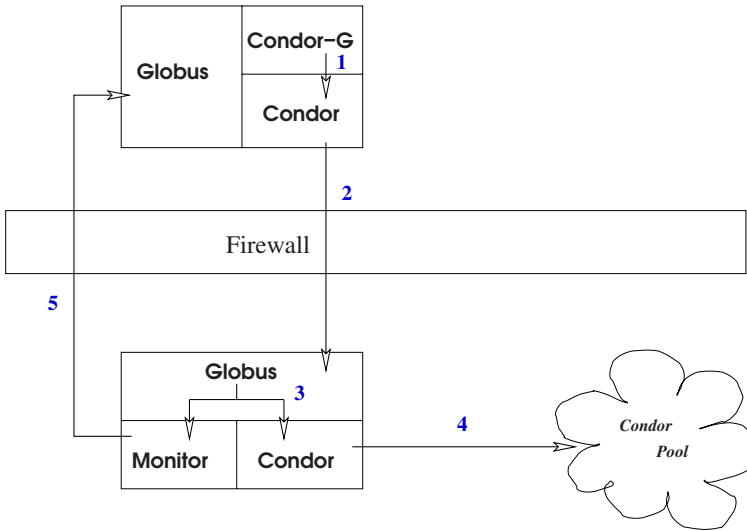 Condor–G
1
Globus
Condor
2
Firewall
5
Globus
3
Monitor
Condor
4
Condor
Pool